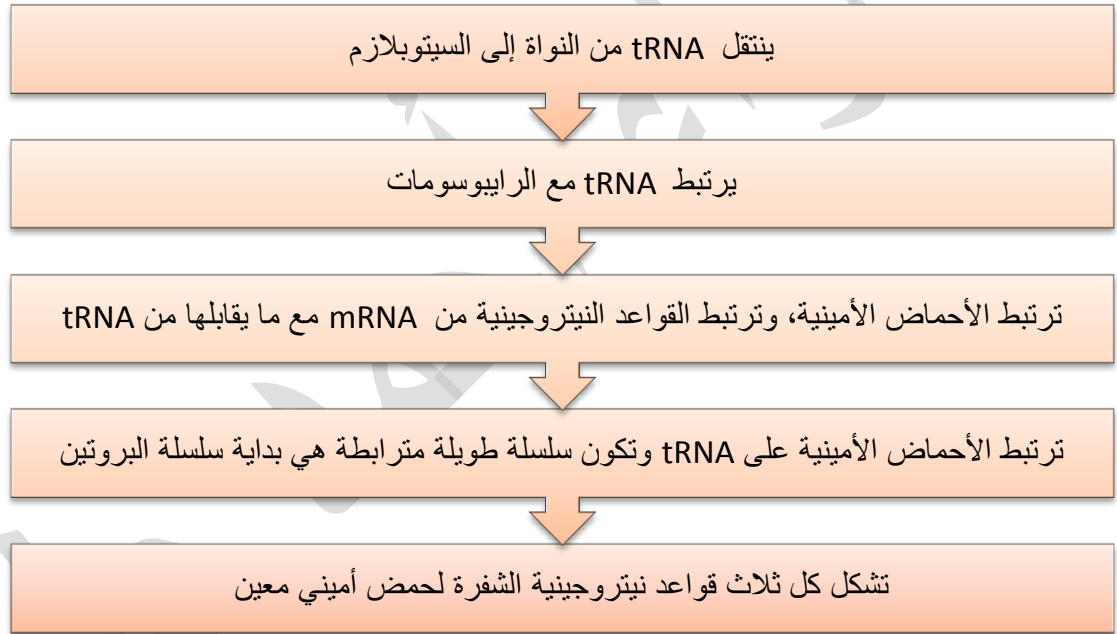 ينتقل tRNA من النواة إلى السيتوبلازم
يرتبط tRNA مع الرايبوسومات
ترتبط الأحماض الأمينية، وترتبط القواعد النيتروجينية من mRNA مع ما يقابلها من tRNA
ترتبط الأحماض الأمينية على tRNA وتكون سلسلة طويلة مترابطة هي بداية سلسلة البروتين
تشكل كل ثلاث قواعد نيتروجينية الشفرة لحمض أميني معين